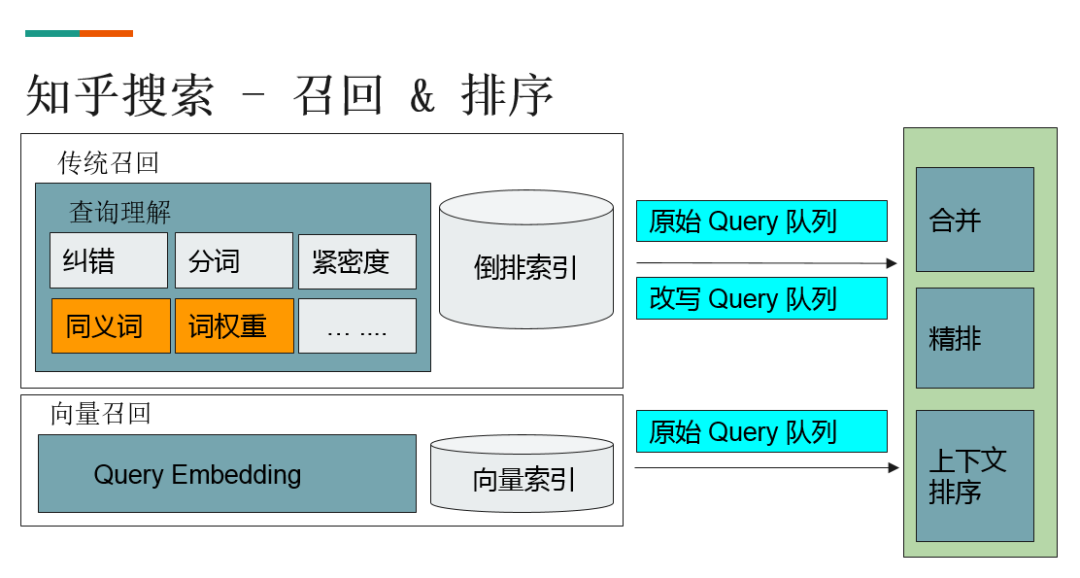 知乎搜索 - 召回 & 排序
传统召回
查询理解
纠错
分词
紧密度
同义词
词权重
... ....
倒排索引
原始 Query 队列
改写 Query 队列
向量召回
Query Embedding
向量索引
原始 Query 队列
合并
精排
上下文
排序